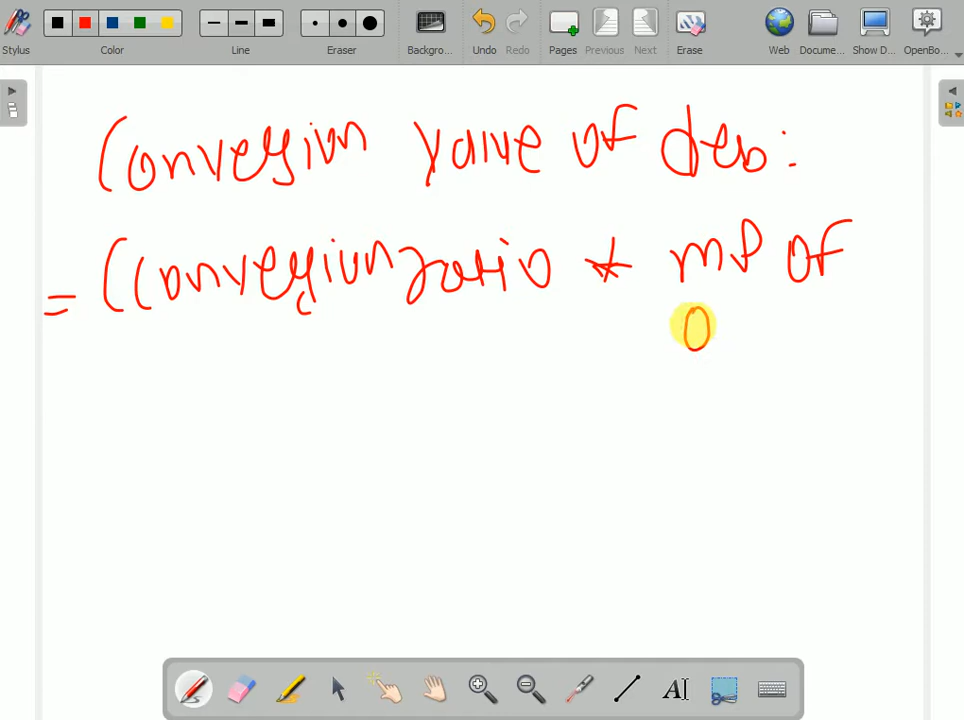 Stylus Color Line Eraser Backgro... Undo Redo Pages Previous Next Erase Web Docume... Show D... OpenBo...
Conversion value of deb:
= (Conversion ratio * MP of
O